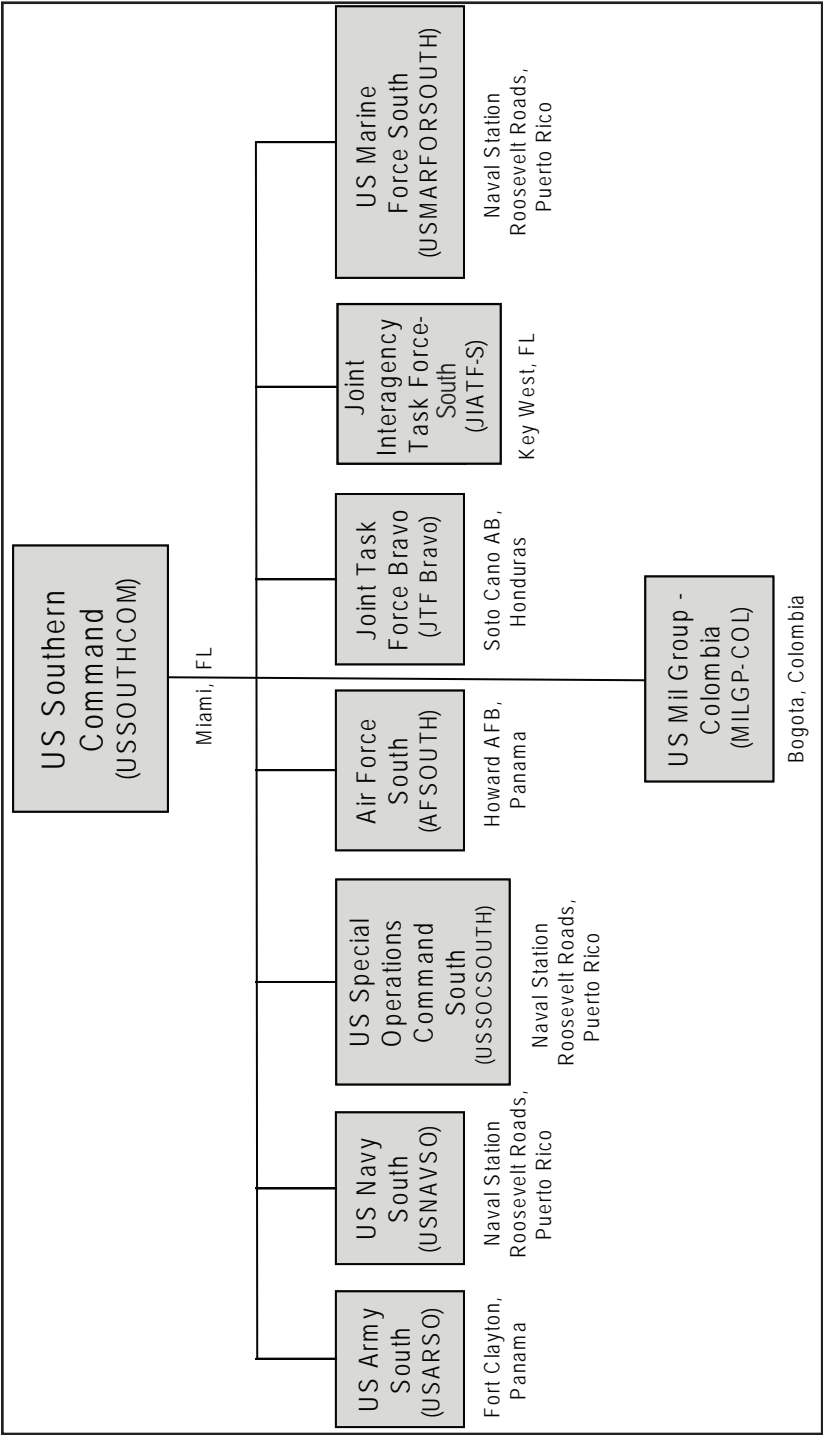 US Southern
Command
(USSOUTHCOM)
Miami, FL
US Army
South
(USARSO)
Fort Clayton,
Panama
US Navy
South
(USNAVSO)
Naval Station
Roosevelt Roads,
Puerto Rico
US Special
Operations
Command
South
(USSOCSOUTH)
Naval Station
Roosevelt Roads,
Puerto Rico
Air Force
South
(AFSOUTH)
Howard AFB,
Panama
Joint Task
Force Bravo
(JTF Bravo)
Soto Cano AB,
Honduras
Joint
Interagency
Task Force-
South
(JIATF-S)
Key West, FL
US Marine
Force South
(USMARFORSOUTH)
Naval Station
Roosevelt Roads,
Puerto Rico
US Mil Group -
Colombia
(MILGP-COL)
Bogota, Colombia